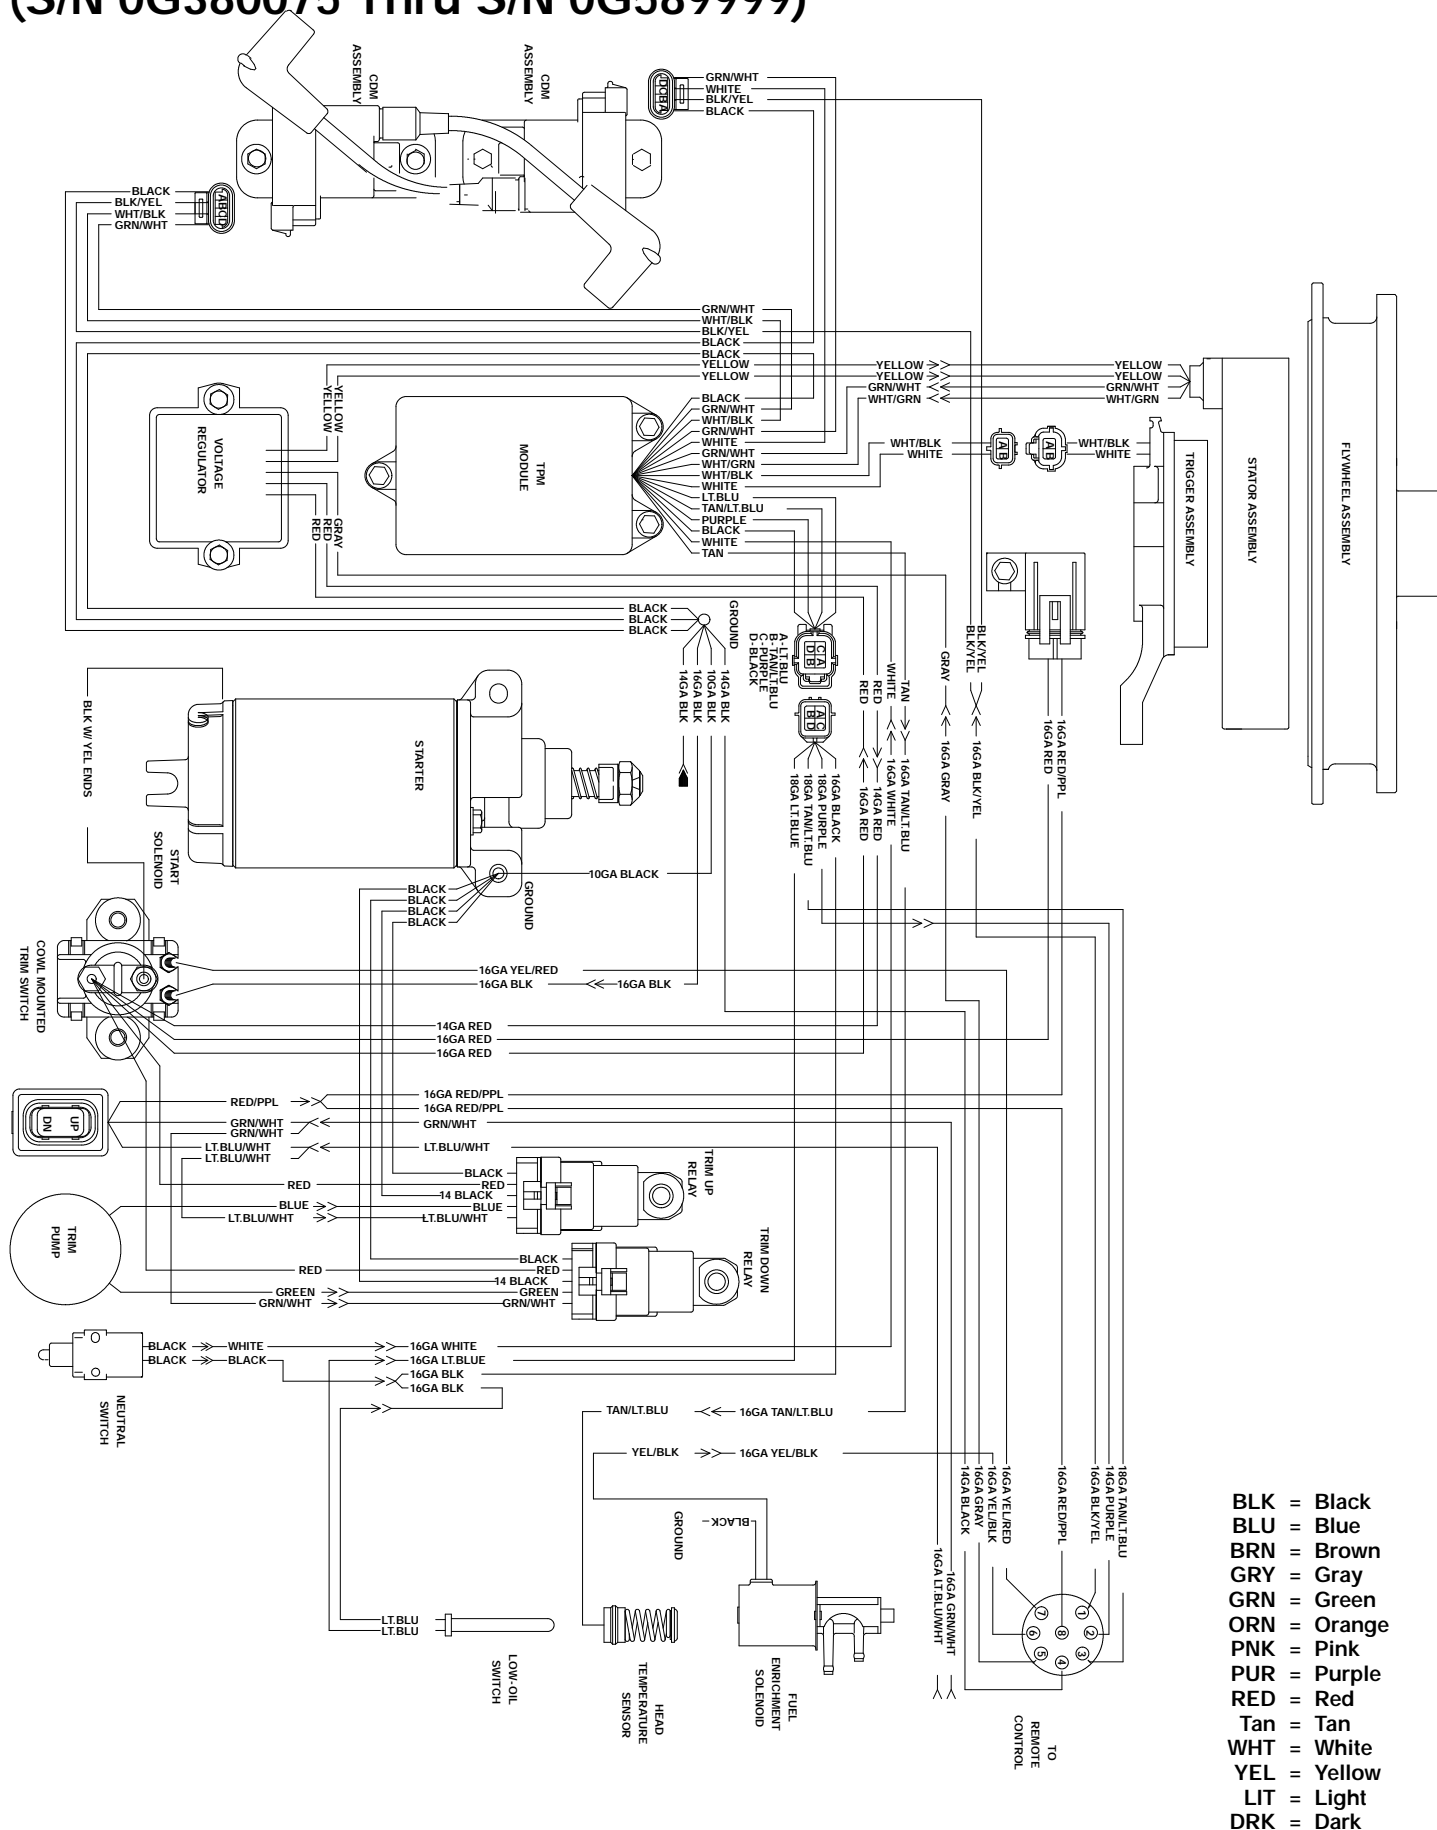 (S/N 0G380075 Thru S/N 0G589999)
CDM
ASSEMBLY
CDM
ASSEMBLY
DCBA
GRN/WHT
WHITE
BLK/YEL
BLACK
BLACK
BLK/YEL
WHT/BLK
GRN/WHT
ABCD
GRN/WHT
WHT/BLK
BLK/YEL
BLACK
BLACK
YELLOW
YELLOW
YELLOW
YELLOW
GRN/WHT
WHT/GRN
YELLOW
YELLOW
GRN/WHT
WHT/GRN
YELLOW
YELLOW
VOLTAGE
REGULATOR
GRAY
RED
RED
TPM
MODULE
BLACK
GRN/WHT
WHT/BLK
GRN/WHT
WHITE
GRN/WHT
WHT/GRN
WHT/BLK
WHITE
LT.BLU
TAN/LT.BLU
PURPLE
BLACK
WHITE
TAN
WHT/BLK
WHITE
A B
A B
WHT/BLK
WHITE
TRIGGER ASSEMBLY
STATOR ASSEMBLY
FLYWHEEL ASSEMBLY
BLACK
BLACK
BLACK
GROUND
14GA BLK
16GA BLK
10GA BLK
14GA BLK
A-LT.BLU
B-TAN/LT.BLU
C-PURPLE
D-BLACK
C A
D B
A C
B D
18GA LT.BLUE
18GA TAN/LT.BLU
18GA PURPLE
16GA BLACK
RED
RED
WHITE
TAN
GRAY
BLK/YEL
BLK/YEL
16GA RED
14GA RED
16GA WHITE
16GA TAN/LT.BLU
16GA GRAY
16GA BLK/YEL
16GA RED
16GA RED/PPL
BLK W/ YEL ENDS
STARTER
START
SOLENOID
GROUND
10GA BLACK
BLACK
BLACK
BLACK
BLACK
COWL MOUNTED
TRIM SWITCH
16GA YEL/RED
16GA BLK
16GA BLK
14GA RED
16GA RED
16GA RED
UP
DN
RED/PPL
16GA RED/PPL
16GA RED/PPL
GRN/WHT
GRN/WHT
GRN/WHT
LT.BLU/WHT
LT.BLU/WHT
LT.BLU/WHT
BLACK
RED
RED
14 BLACK
BLUE
BLUE
LT.BLU/WHT
LT.BLU/WHT
TRIM UP
RELAY
TRIM
PUMP
BLACK
RED
RED
14 BLACK
GREEN
GREEN
GRN/WHT
GRN/WHT
TRIM DOWN
RELAY
BLACK
WHITE
16GA WHITE
16GA LT.BLUE
BLACK
BLACK
16GA BLK
16GA BLK
NEUTRAL
SWITCH
TAN/LT.BLU
16GA TAN/LT.BLU
YEL/BLK
16GA YEL/BLK
BLACK
GROUND
LT.BLU
LT.BLU
LOW-OIL
SWITCH
HEAD
TEMPERATURE
SENSOR
FUEL
ENRICHMENT
SOLENOID
16GA LT.BLU/WHT
16GA GRN/WHT
14GA BLACK
16GA GRAY
16GA YEL/BLK
16GA YEL/RED
16GA RED/PPL
16GA BLK/YEL
14GA PURPLE
18GA TAN/LT.BLU
1
2
3
4
5
6
7
8
TO
REMOTE
CONTROL
BLK = Black
BLU = Blue
BRN = Brown
GRY = Gray
GRN = Green
ORN = Orange
PNK = Pink
PUR = Purple
RED = Red
Tan = Tan
WHT = White
YEL = Yellow
LIT = Light
DRK = Dark